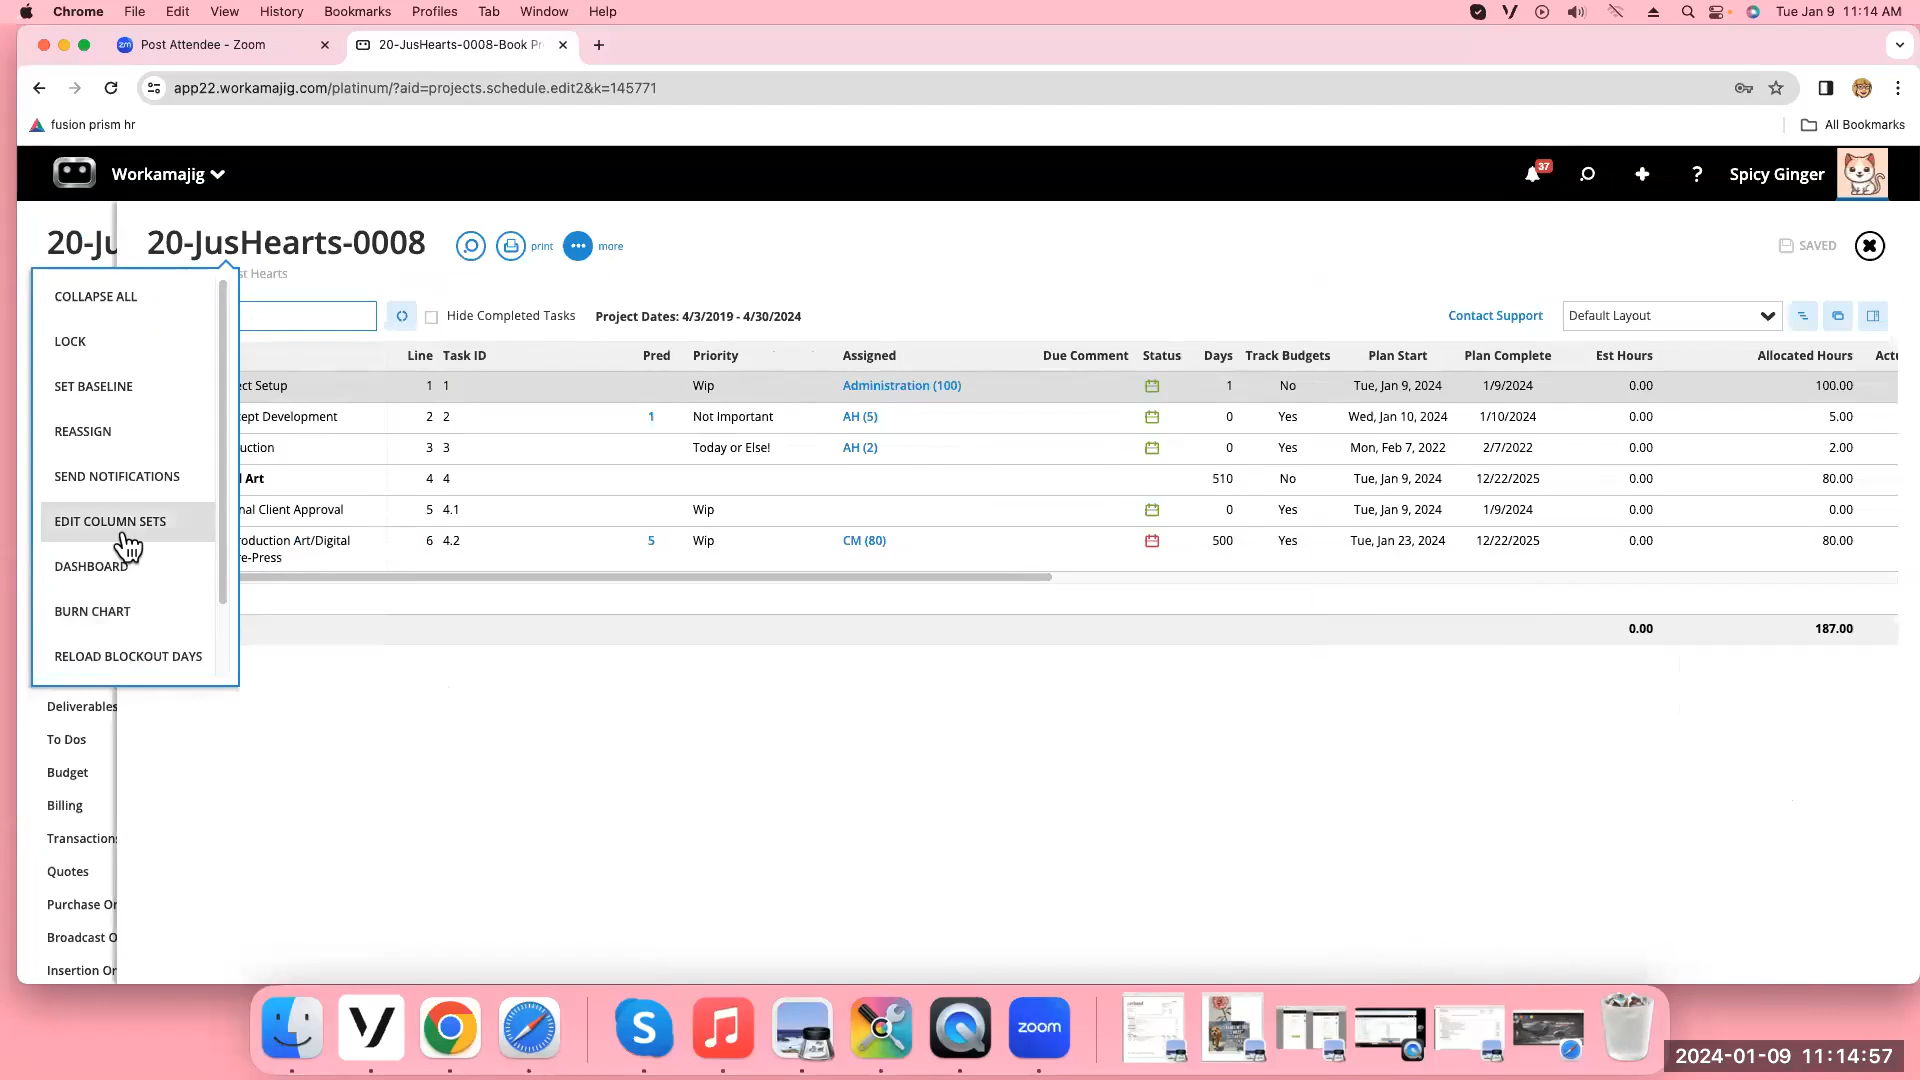 Chrome File Edit View History Bookmarks Profiles Tab Window Help Tue Jan 9 11:14 AM
zm Post Attendee - Zoom 20-JusHearts-0008-Book Pr
app22.workamajig.com/platinum/?aid=projects.schedule.edit2&k=145771
fusion prism hr All Bookmarks
Workamajig 37 ? Spicy Ginger
20-Ju 20-JusHearts-0008 print more SAVED
st Hearts
Hide Completed Tasks Project Dates: 4/3/2019 - 4/30/2024 Contact Support Default Layout
Line Task ID Pred Priority Assigned Due Comment Status Days Track Budgets Plan Start Plan Complete Est Hours Allocated Hours Actu
ect Setup 1 1 Wip Administration (100) 1 No Tue, Jan 9, 2024 1/9/2024 0.00 100.00
cept Development 2 2 1 Not Important AH (5) 0 Yes Wed, Jan 10, 2024 1/10/2024 0.00 5.00
uction 3 3 Today or Else! AH (2) 0 Yes Mon, Feb 7, 2022 2/7/2022 0.00 2.00
l Art 4 4 510 No Tue, Jan 9, 2024 12/22/2025 0.00 80.00
nal Client Approval 5 4.1 Wip 0 Yes Tue, Jan 9, 2024 1/9/2024 0.00 0.00
roduction Art/Digital 6 4.2 5 Wip CM (80) 500 Yes Tue, Jan 23, 2024 12/22/2025 0.00 80.00
re-Press
0.00 187.00
COLLAPSE ALL
LOCK
SET BASELINE
REASSIGN
SEND NOTIFICATIONS
EDIT COLUMN SETS
DASHBOARD
BURN CHART
RELOAD BLOCKOUT DAYS
Deliverables
To Dos
Budget
Billing
Transactions
Quotes
Purchase Or
Broadcast O
Insertion Or
zoom
2024-01-09 11:14:57